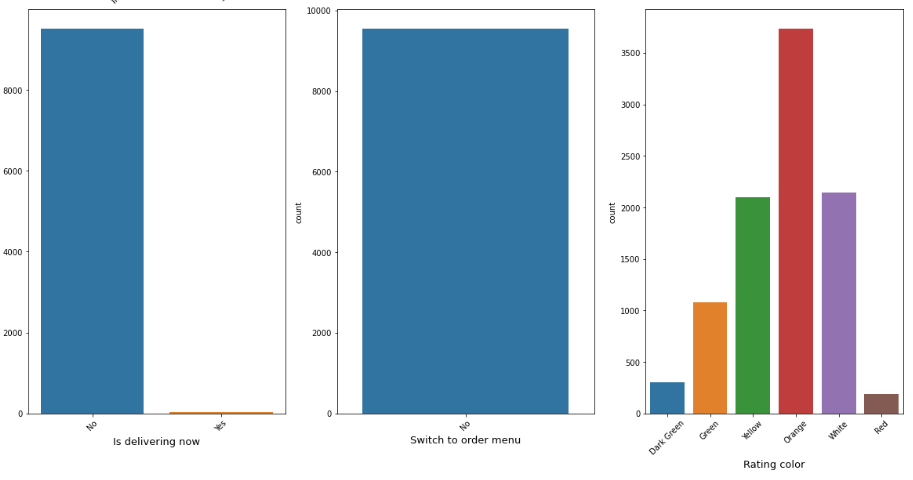 8000
6000
4000
2000
0
No
Yes
Is delivering now
10000
8000
6000
4000
2000
0
count
No
Switch to order menu
3500
3000
2500
2000
1500
1000
500
0
count
Dark Green
Green
Yellow
Orange
White
Red
Rating color